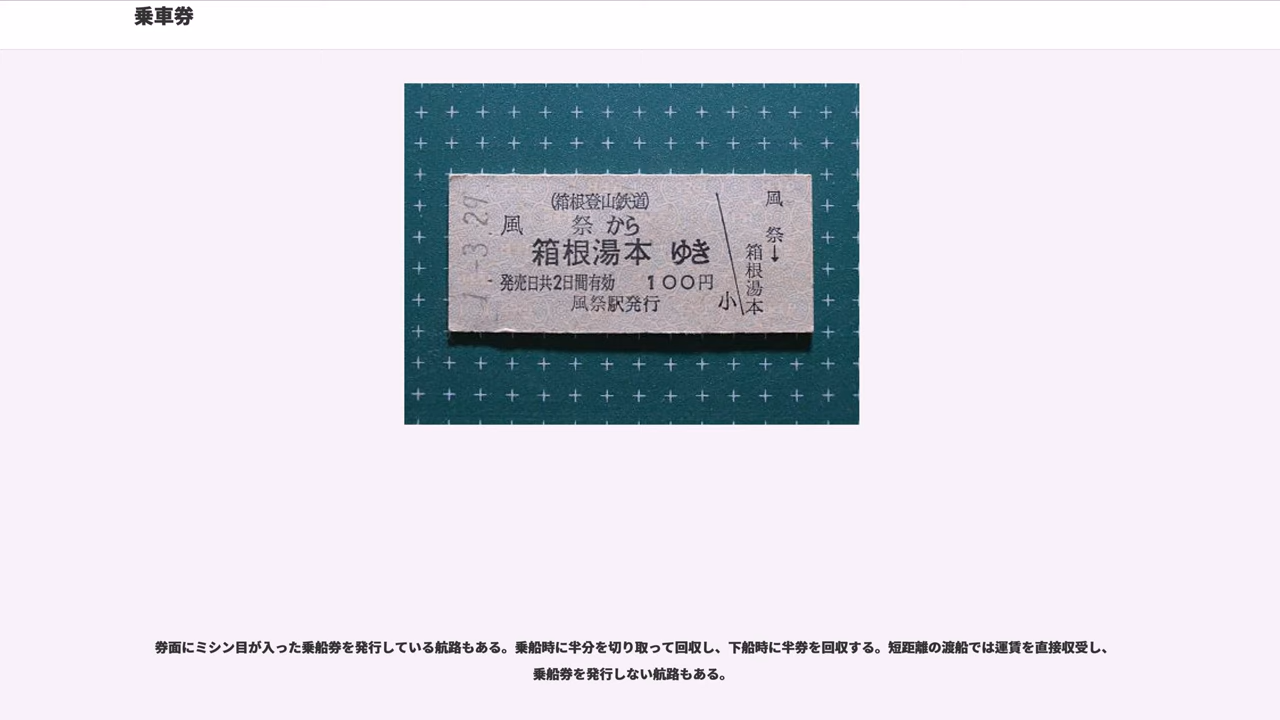 乗車券
(箱根登山鉄道)
風 祭 から
箱根湯本 ゆき
発売日共2日間有効 100円
風祭駅発行
小
風祭→箱根湯本
-3 29
券面にミシン目が入った乗船券を発行している航路もある。乗船時に半分を切り取って回収し、下船時に半券を回収する。短距離の渡船では運賃を直接収受し、
乗船券を発行しない航路もある。